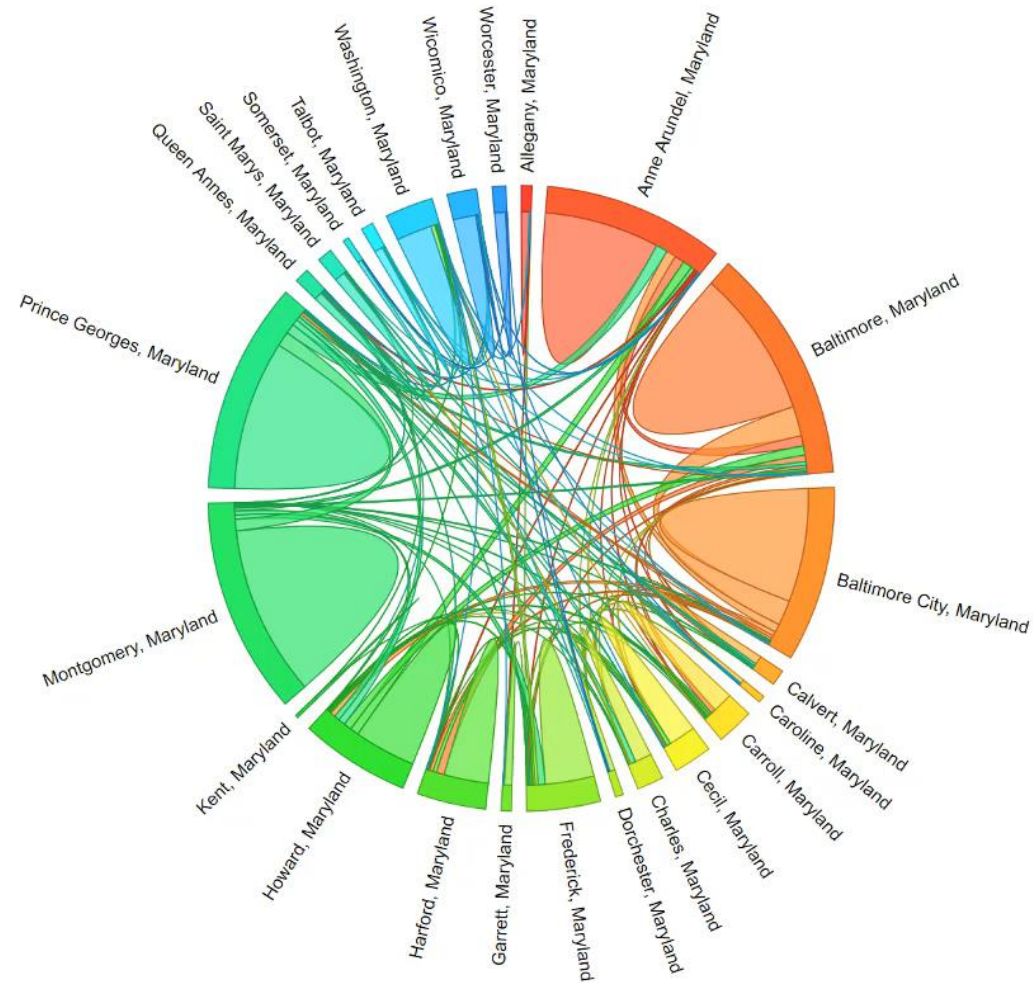 Allegany, Maryland
Anne Arundel, Maryland
Baltimore, Maryland
Baltimore City, Maryland
Calvert, Maryland
Caroline, Maryland
Carroll, Maryland
Cecil, Maryland
Charles, Maryland
Dorchester, Maryland
Frederick, Maryland
Garrett, Maryland
Harford, Maryland
Howard, Maryland
Kent, Maryland
Montgomery, Maryland
Prince Georges, Maryland
Queen Annes, Maryland
Saint Marys, Maryland
Somerset, Maryland
Talbot, Maryland
Washington, Maryland
Wicomico, Maryland
Worcester, Maryland